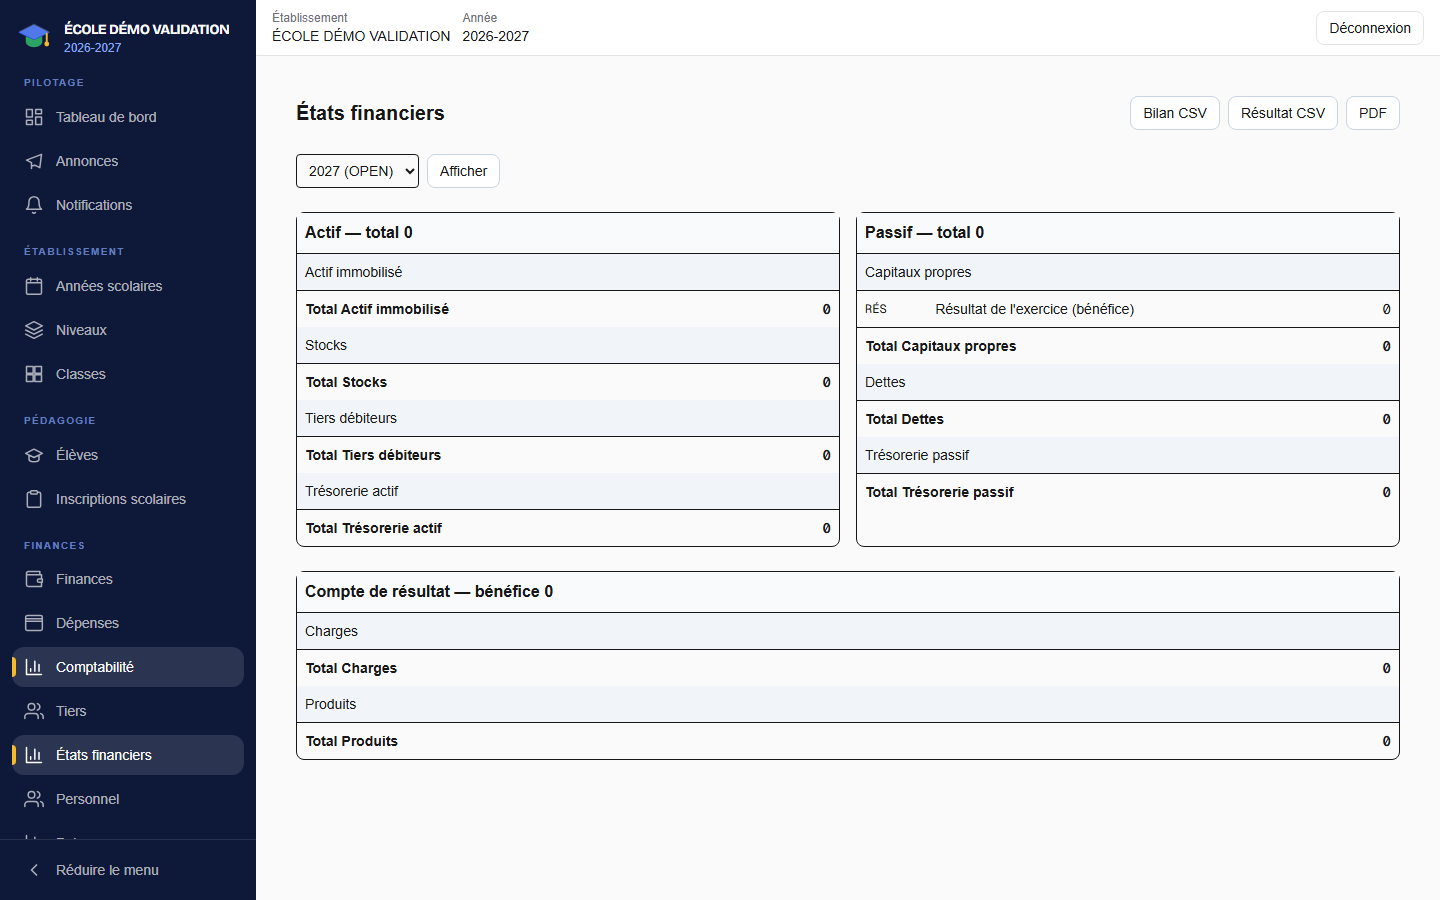 ÉCOLE DÉMO VALIDATION
2026-2027
PILOTAGE
Tableau de bord
Annonces
Notifications
ÉTABLISSEMENT
Années scolaires
Niveaux
Classes
PÉDAGOGIE
Élèves
Inscriptions scolaires
FINANCES
Finances
Dépenses
Comptabilité
Tiers
États financiers
Personnel
Réduire le menu
Établissement
ÉCOLE DÉMO VALIDATION
Année
2026-2027
Déconnexion
États financiers
Bilan CSV
Résultat CSV
PDF
2027 (OPEN)
Afficher
Actif — total 0
Actif immobilisé
Total Actif immobilisé 0
Stocks
Total Stocks 0
Tiers débiteurs
Total Tiers débiteurs 0
Trésorerie actif
Total Trésorerie actif 0
Passif — total 0
Capitaux propres
RÉS Résultat de l'exercice (bénéfice) 0
Total Capitaux propres 0
Dettes
Total Dettes 0
Trésorerie passif
Total Trésorerie passif 0
Compte de résultat — bénéfice 0
Charges
Total Charges 0
Produits
Total Produits 0